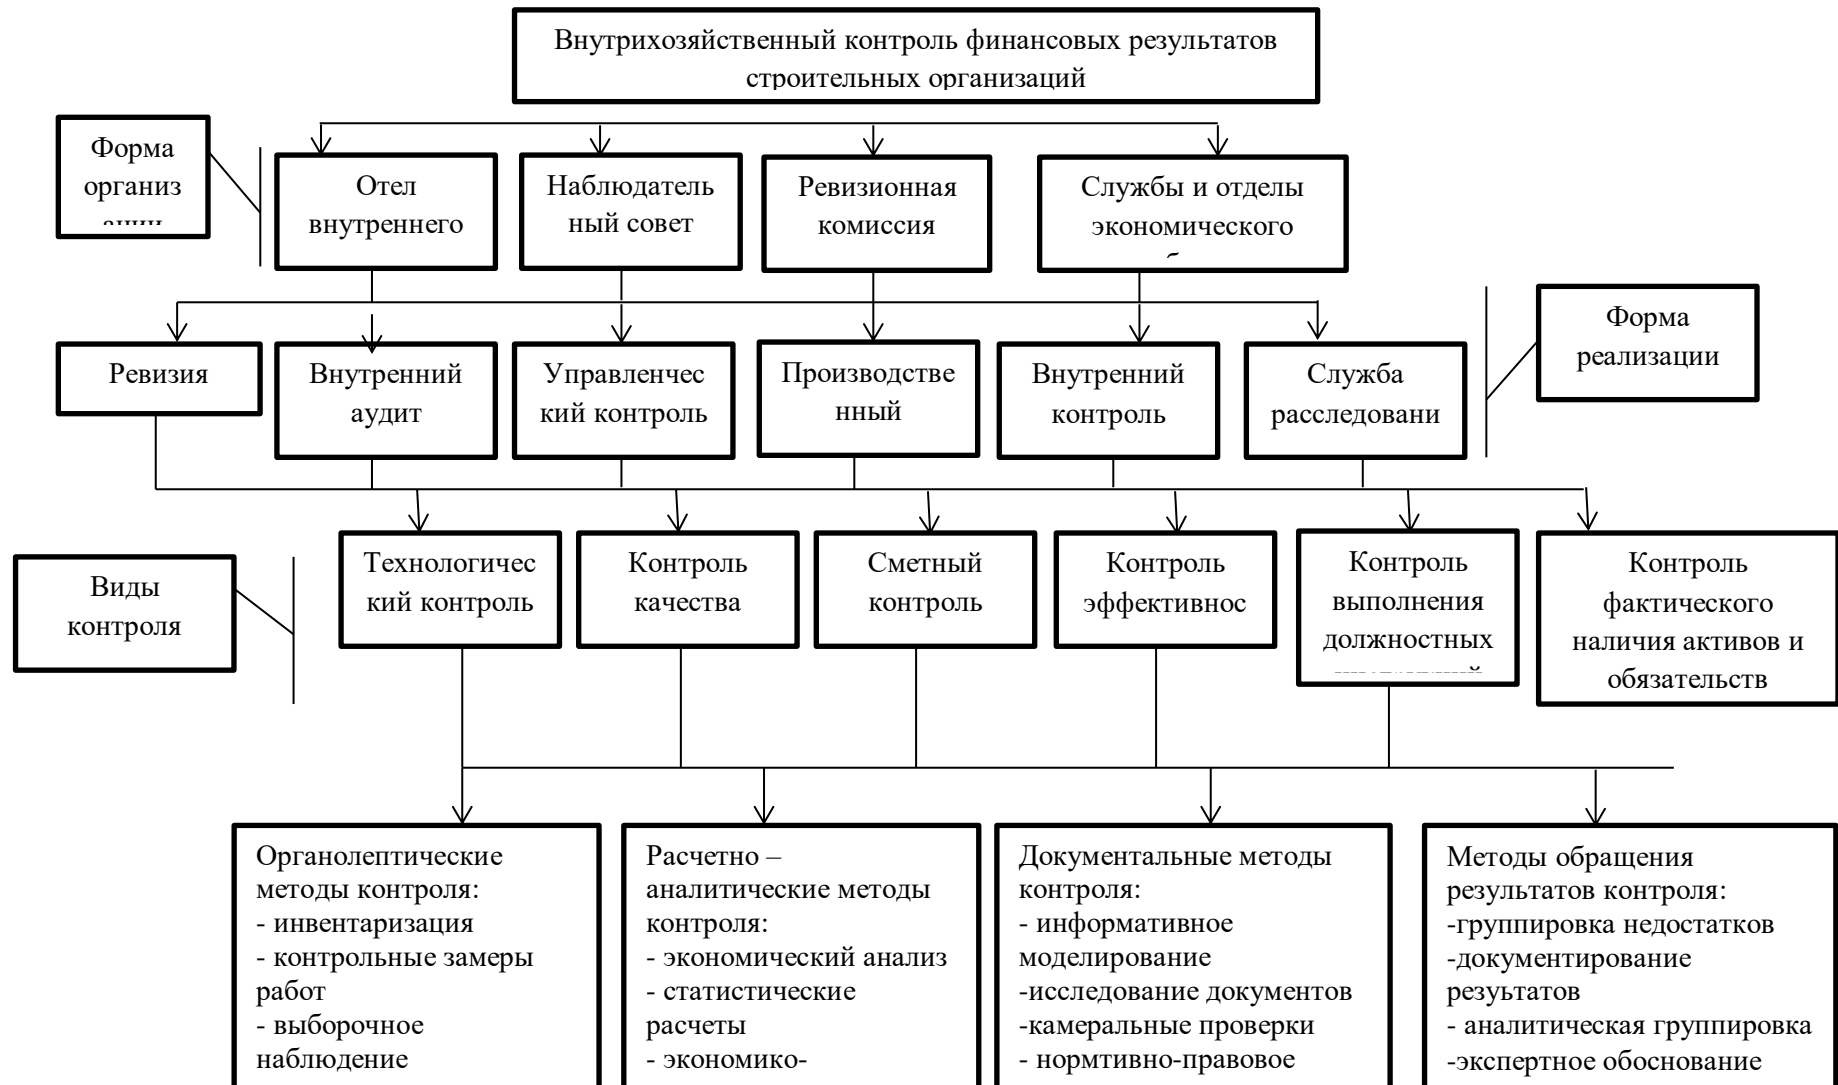 Внутрихозяйственный контроль финансовых результатов
строительных организаций
Форма
организ
Отел
внутреннего
Наблюдатель
ный совет
Ревизионная
комиссия
Службы и отделы
экономического
Ревизия
Внутренний
аудит
Управленчес
кий контроль
Производстве
нный
Внутренний
контроль
Служба
расследовани
Форма
реализации
Виды
контроля
Технологичес
кий контроль
Контроль
качества
Сметный
контроль
Контроль
эффективнос
Контроль
выполнения
должностных
Контроль
фактического
наличия активов и
обязательств
Органолептические
методы контроля:
- инвентаризация
- контрольные замеры
работ
- выборочное
наблюдение
Расчетно –
аналитические методы
контроля:
- экономический анализ
- статистические
расчеты
- экономико-
Документальные методы
контроля:
- информативное
моделирование
-исследование документов
-камеральные проверки
- нормтивно-правовое
Методы обращения
результатов контроля:
-группировка недостатков
-документирование
резуьтатов
- аналитическая группировка
-экспертное обоснование